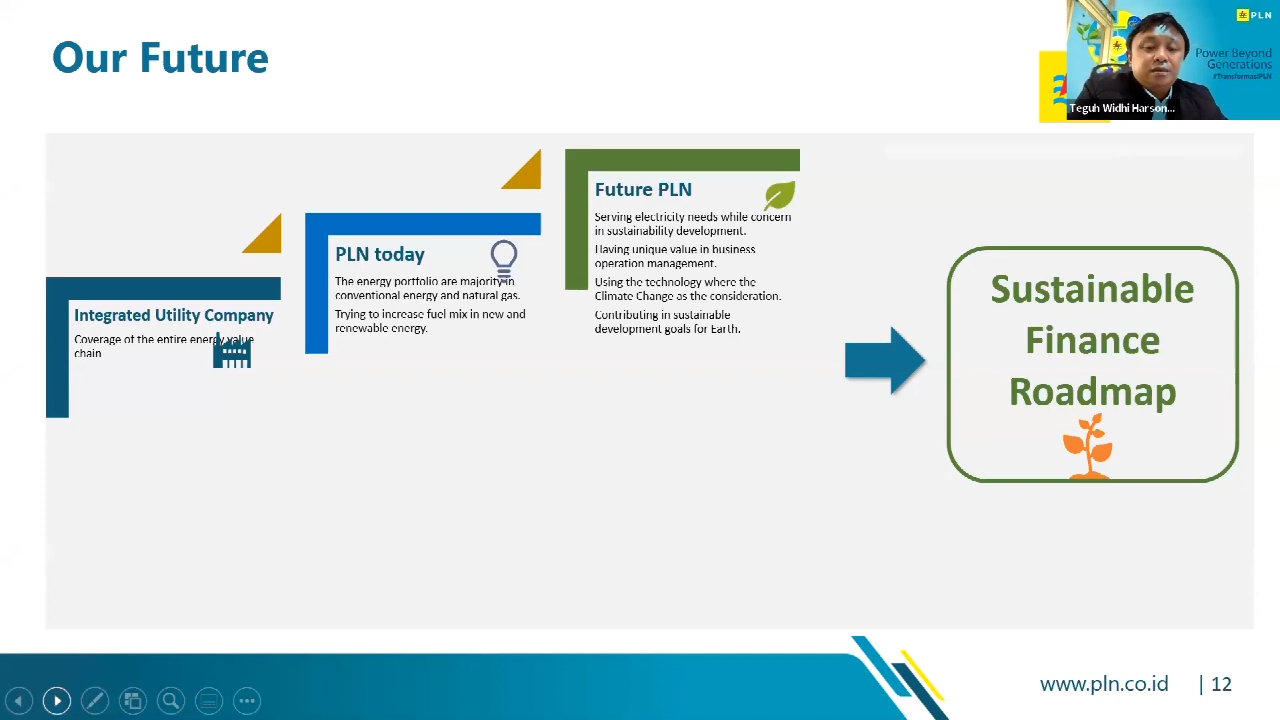 Our Future
PLN
Power Beyond
Generations
#TransformasiPLN
Teguh Widhi Harson...
Future PLN
Serving electricity needs while concern
in sustainability development.
Having unique value in business
operation management.
Using the technology where the
Climate Change as the consideration.
Contributing in sustainable
development goals for Earth.
PLN today
The energy portfolio are majority in
conventional energy and natural gas.
Trying to increase fuel mix in new and
renewable energy.
Integrated Utility Company
Coverage of the entire energy value
chain
Sustainable
Finance
Roadmap
www.pln.co.id | 12